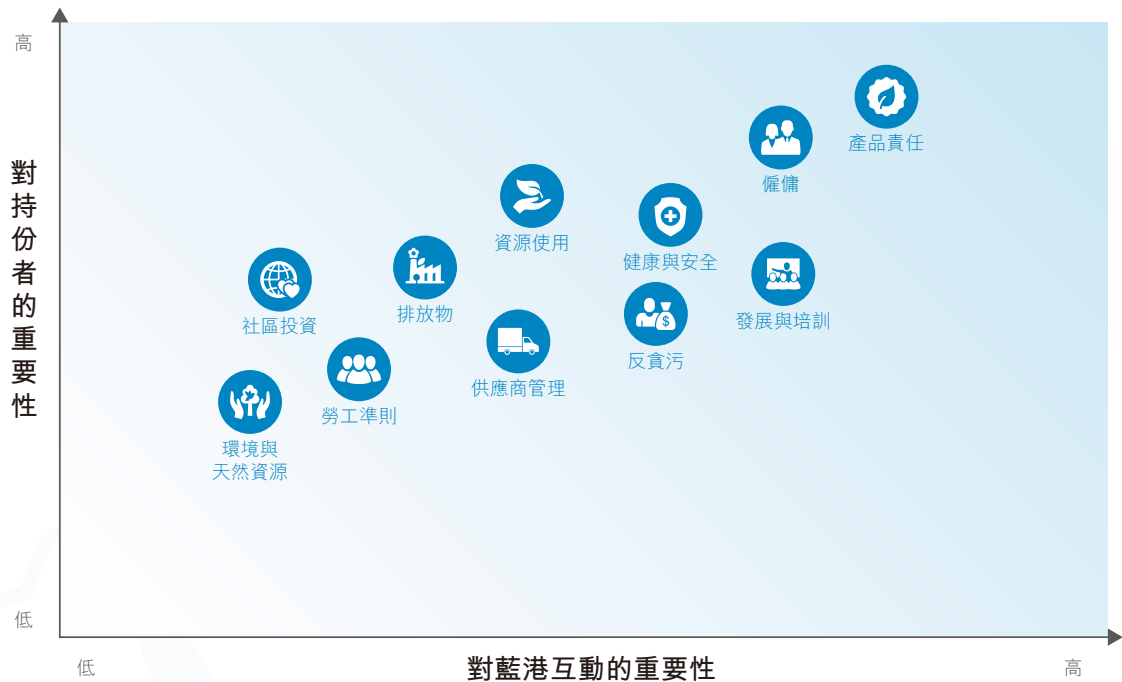 高
對持份者的重要性
產品責任
僱傭
資源使用
健康與安全
社區投資
排放物
發展與培訓
$
反貪污
供應商管理
勞工準則
環境與
天然資源
低
低
對藍港互動的重要性
高